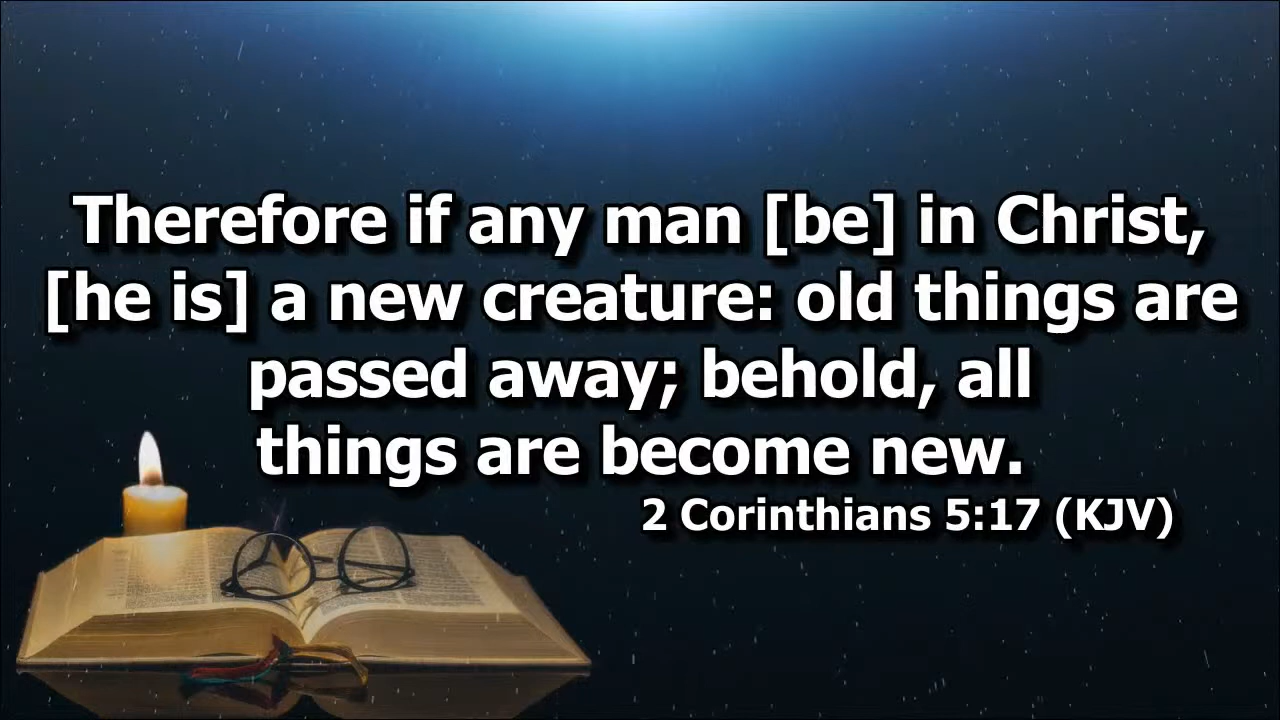 Therefore if any man [be] in Christ,
[he is] a new creature: old things are
passed away; behold, all
things are become new.
2 Corinthians 5:17 (KJV)